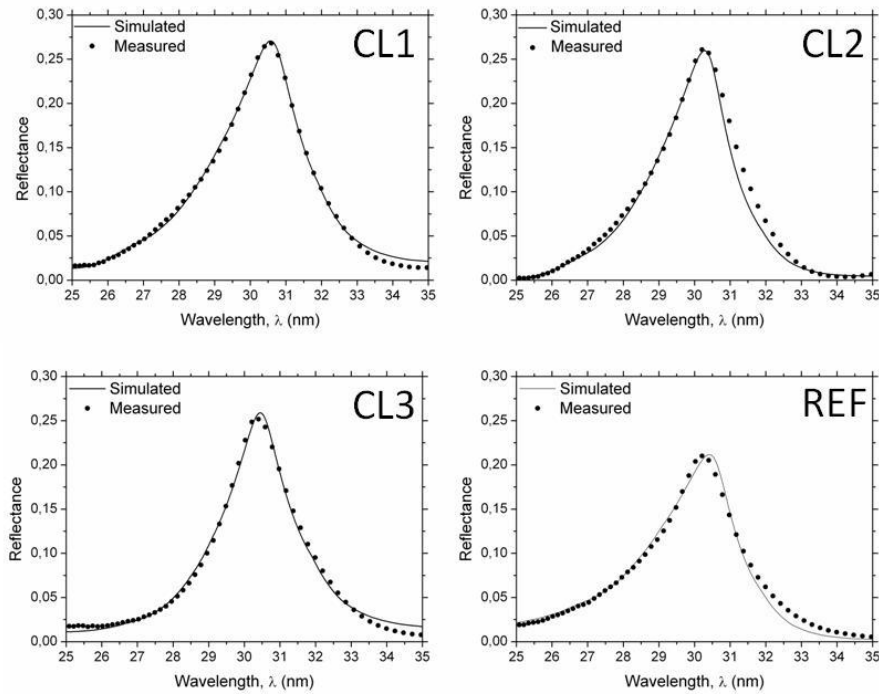 0,30
0,25
0,20
0,15
0,10
0,05
0,00
Reflectance
Simulated
Measured
CL1
25 26 27 28 29 30 31 32 33 34 35
Wavelength, λ (nm)
0,30
0,25
0,20
0,15
0,10
0,05
0,00
Reflectance
Simulated
Measured
CL2
25 26 27 28 29 30 31 32 33 34 35
Wavelength, λ (nm)
0,30
0,25
0,20
0,15
0,10
0,05
0,00
Reflectance
Simulated
Measured
CL3
25 26 27 28 29 30 31 32 33 34 35
Wavelength, λ (nm)
0,30
0,25
0,20
0,15
0,10
0,05
0,00
Reflectance
Simulated
Measured
REF
25 26 27 28 29 30 31 32 33 34 35
Wavelength, λ (nm)